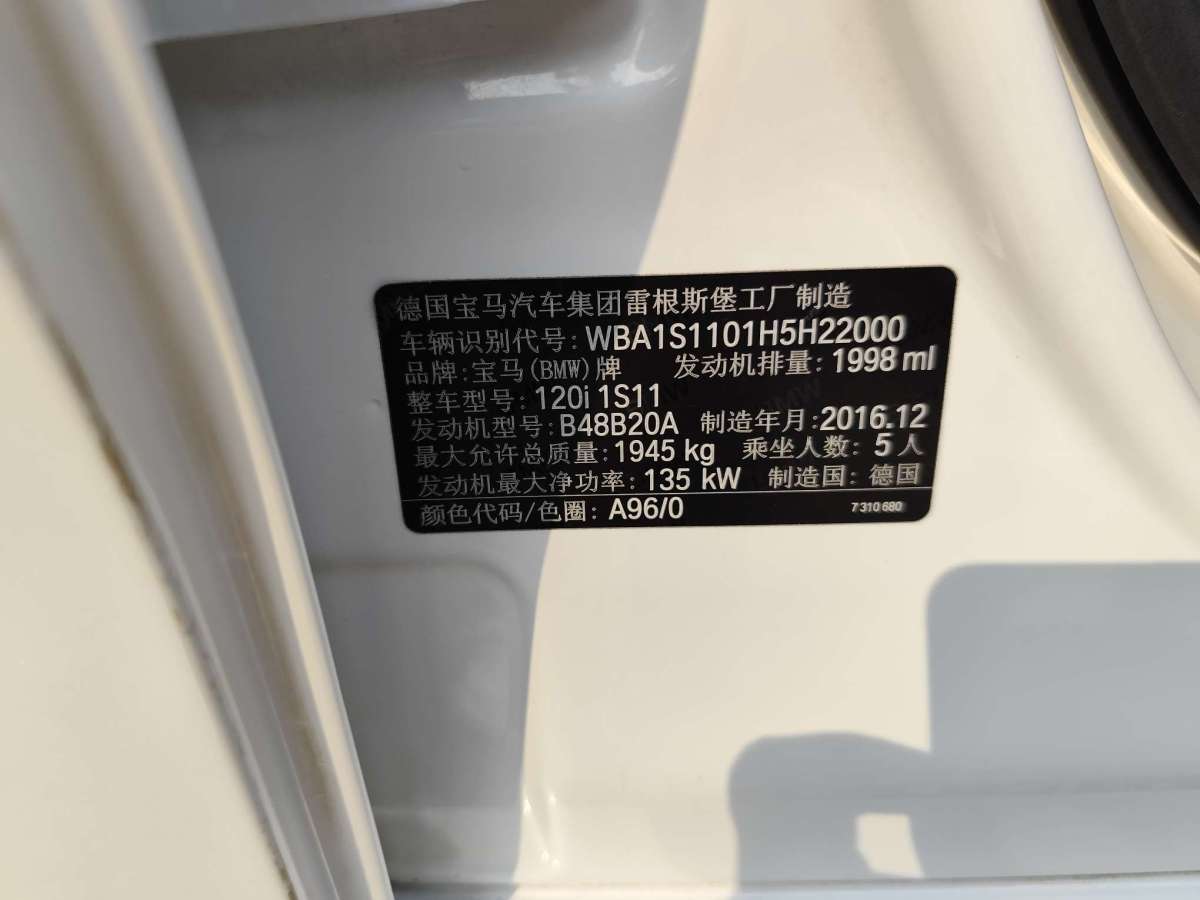 德国宝马汽车集团雷根斯堡工厂制造
车辆识别代号: WBA1S1101H5H22000
品牌:宝马(BMW)牌 发动机排量: 1998 ml
整车型号: 120i 1S11
发动机型号: B48B20A 制造年月:2016.12
最大允许总质量: 1945 kg 乘坐人数: 5 人
发动机最大净功率: 135 kW 制造国: 德国
颜色代码/色圈: A96/0 7 310 680